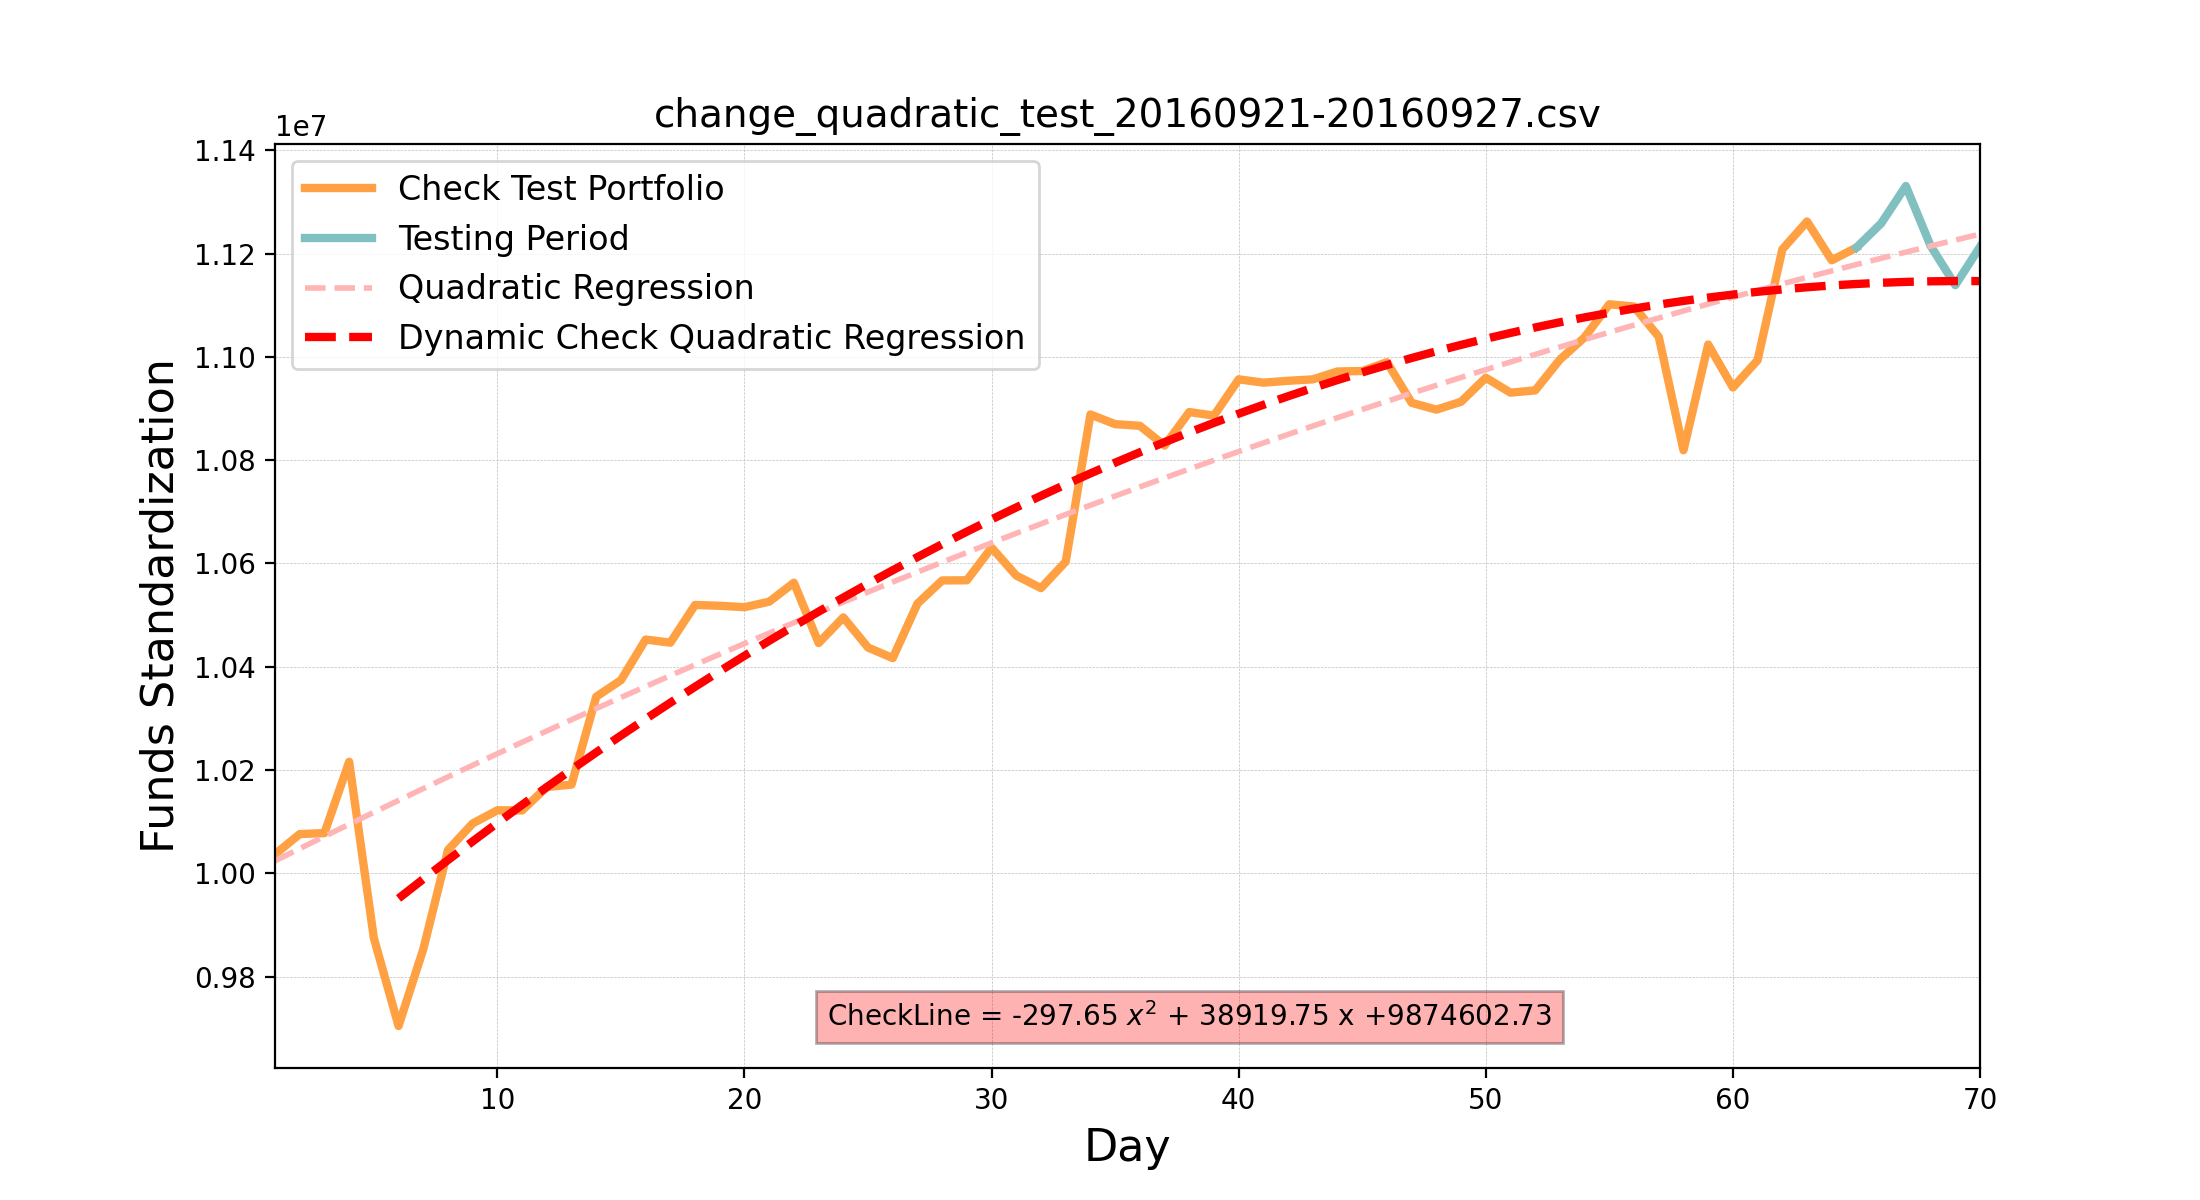 change_quadratic_test_20160921-20160927.csv
1e7
1.14
1.12
1.10
1.08
1.06
1.04
1.02
1.00
0.98
Funds Standardization
Check Test Portfolio
Testing Period
Quadratic Regression
Dynamic Check Quadratic Regression
CheckLine = -297.65 x² + 38919.75 x +9874602.73
10 20 30 40 50 60 70
Day